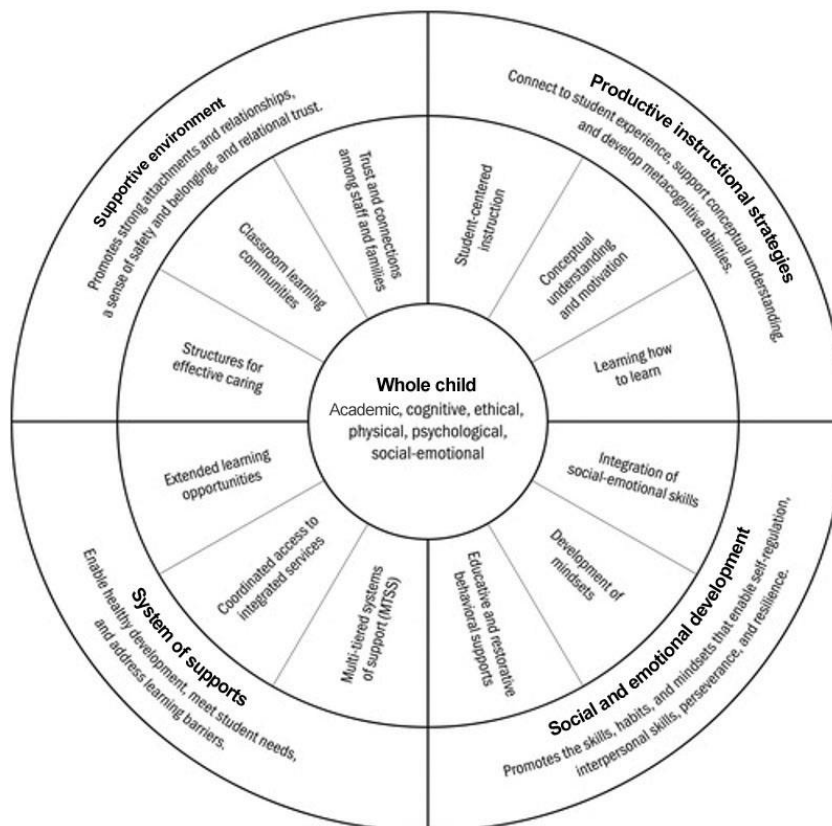 Supportive environment
Promotes strong attachments and relationships,
a sense of safety and belonging, and relational trust.
Productive instructional strategies
Connect to student experience, support conceptual understanding,
and develop metacognitive abilities.
Structures for
effective caring
Classroom learning
communities
Trust and connections
among staff and families
Student-centered
instruction
Conceptual
understanding
and motivation
Learning how
to learn
Whole child
Academic, cognitive, ethical,
physical, psychological,
social-emotional
Extended learning
opportunities
Coordinated access to
integrated services
Multi-tiered systems
of support (MTSS)
Educative and restorative
behavioral supports
Development of
mindsets
Integration of
social-emotional skills
System of supports
Enable healthy development, meet student needs,
and address learning barriers.
Social and emotional development
Promotes the skills, habits, and mindsets that enable self-regulation,
interpersonal skills, perseverance, and resilience.